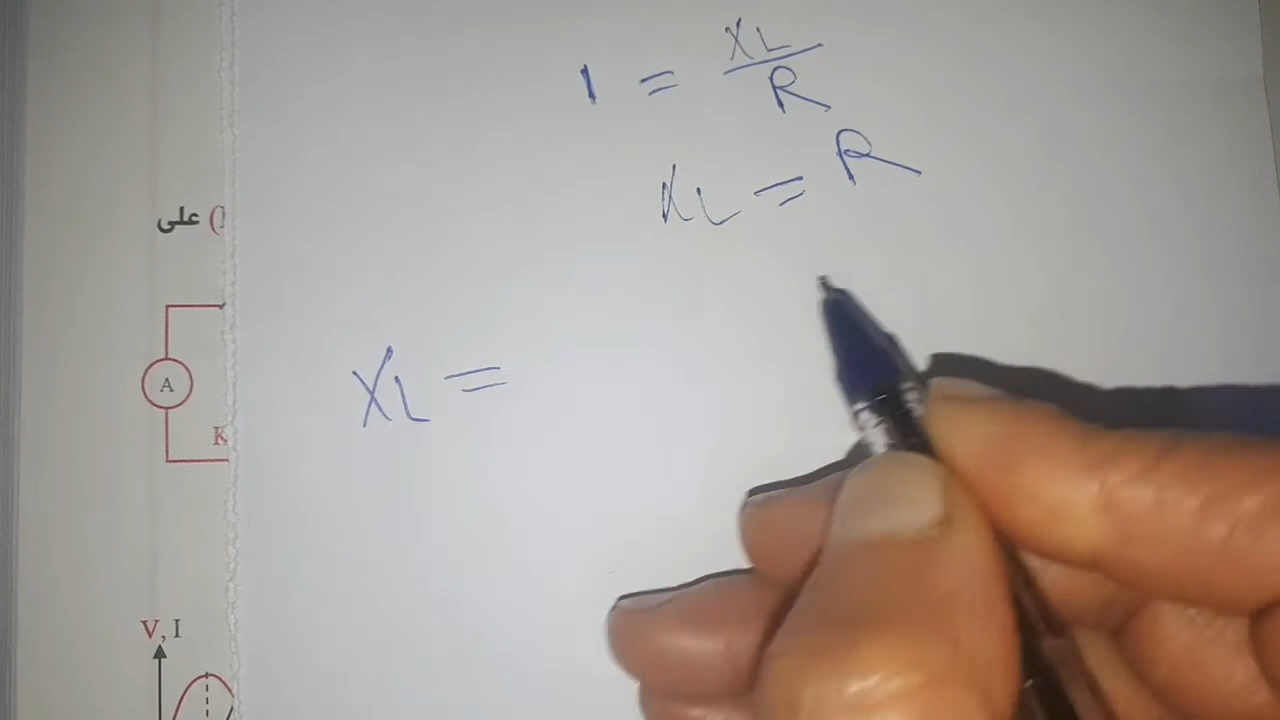 1 = XL / R
XL = R
XL =
على
A
K
V, I